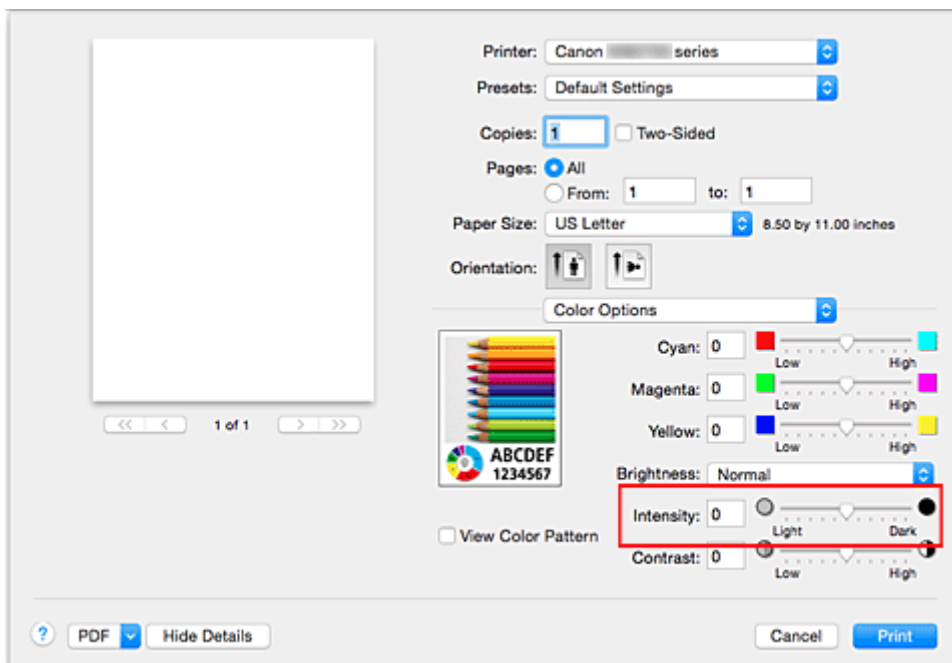 Printer: Canon series
Presets: Default Settings
Copies: 1 Two-Sided
Pages: All
From: 1 to: 1
Paper Size: US Letter 8.50 by 11.00 inches
Orientation:
Color Options
Cyan: 0
Low High
Magenta: 0
Low High
Yellow: 0
Low High
ABCDEF
1234567
Brightness: Normal
Intensity: 0
Light Dark
View Color Pattern
Contrast: 0
Low High
<< < 1 of 1 > >>
? PDF Hide Details Cancel Print